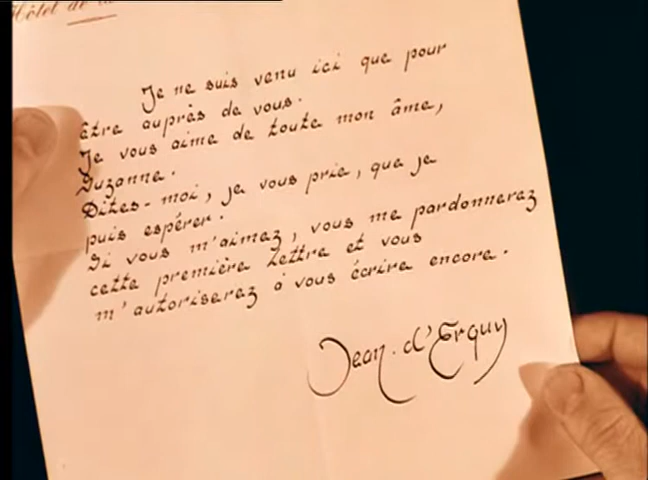 Hôtel de
Je ne suis venu ici que pour
être auprès de vous.
Je vous aime de toute mon âme,
Suzanne.
Dites-moi, je vous prie, que je
puis espérer.
Si vous m'aimez, vous me pardonnerez
cette première lettre et vous
m'autoriserez à vous écrire encore.
Jean d'Erquy